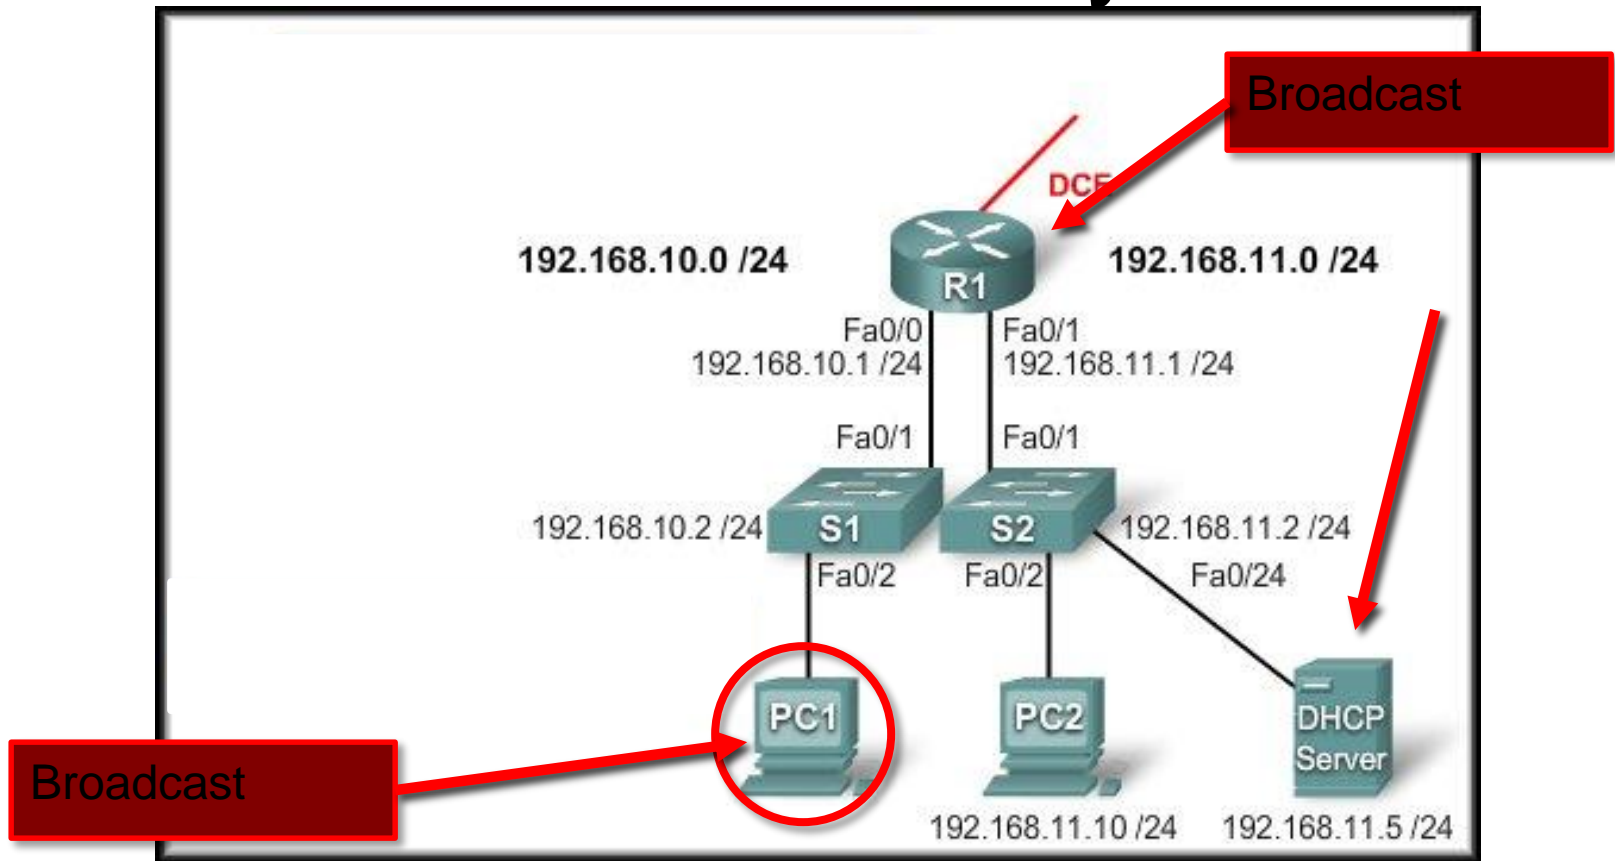 Broadcast
DCE
192.168.10.0 /24
R1
192.168.11.0 /24
Fa0/0
Fa0/1
192.168.10.1 /24
192.168.11.1 /24
Fa0/1
Fa0/1
192.168.10.2 /24
S1
S2
192.168.11.2 /24
Fa0/2
Fa0/2
Fa0/24
PC1
PC2
DHCP
Server
Broadcast
192.168.11.10 /24
192.168.11.5 /24